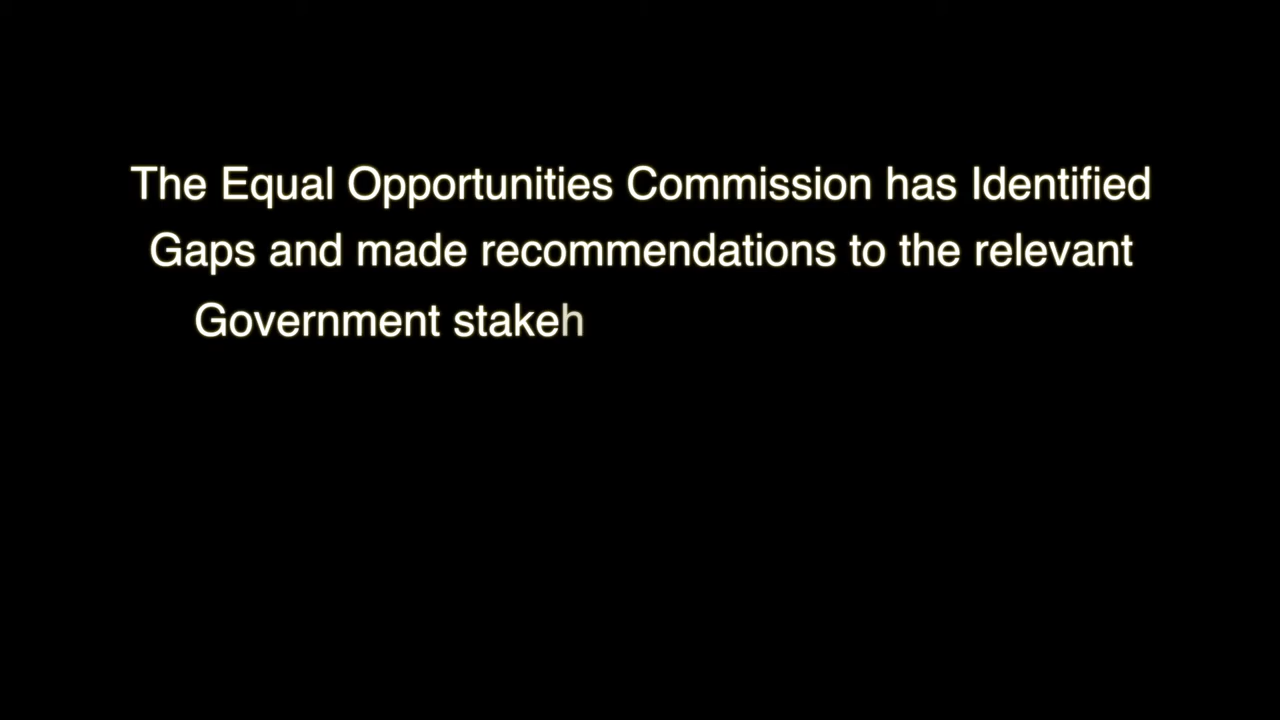 The Equal Opportunities Commission has Identified
Gaps and made recommendations to the relevant
Government stakeh